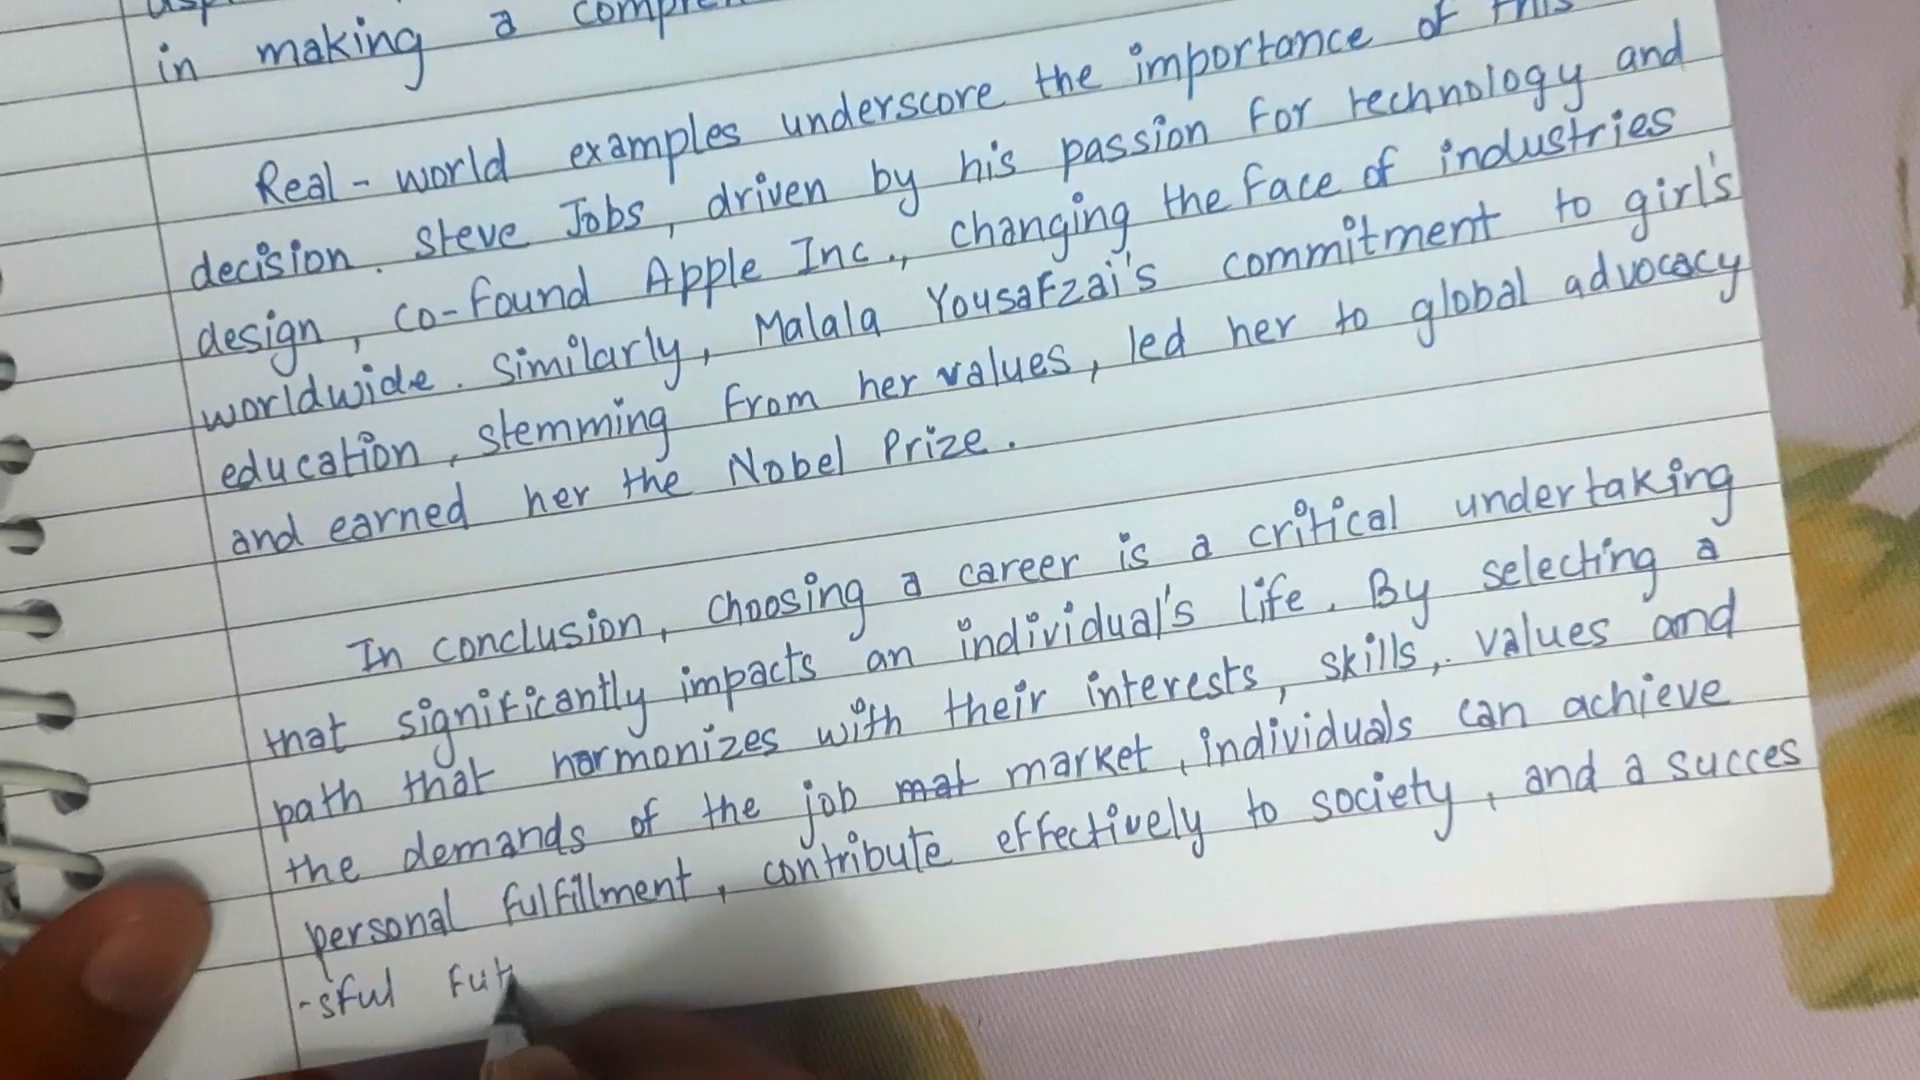 in making a
Real-world examples underscore the importance of this
decision. Steve Jobs, driven by his passion for technology and
design, co-found Apple Inc., changing the face of industries
worldwide. Similarly, Malala Yousafzai's commitment to girl's
education, stemming from her values, led her to global advocacy
and earned her the Nobel Prize.
In conclusion, choosing a career is a critical undertaking
that significantly impacts an individual's life. By selecting a
path that harmonizes with their interests, skills, values and
the demands of the job mat market, individuals can achieve
personal fulfillment, contribute effectively to society, and a succes
-sful fut